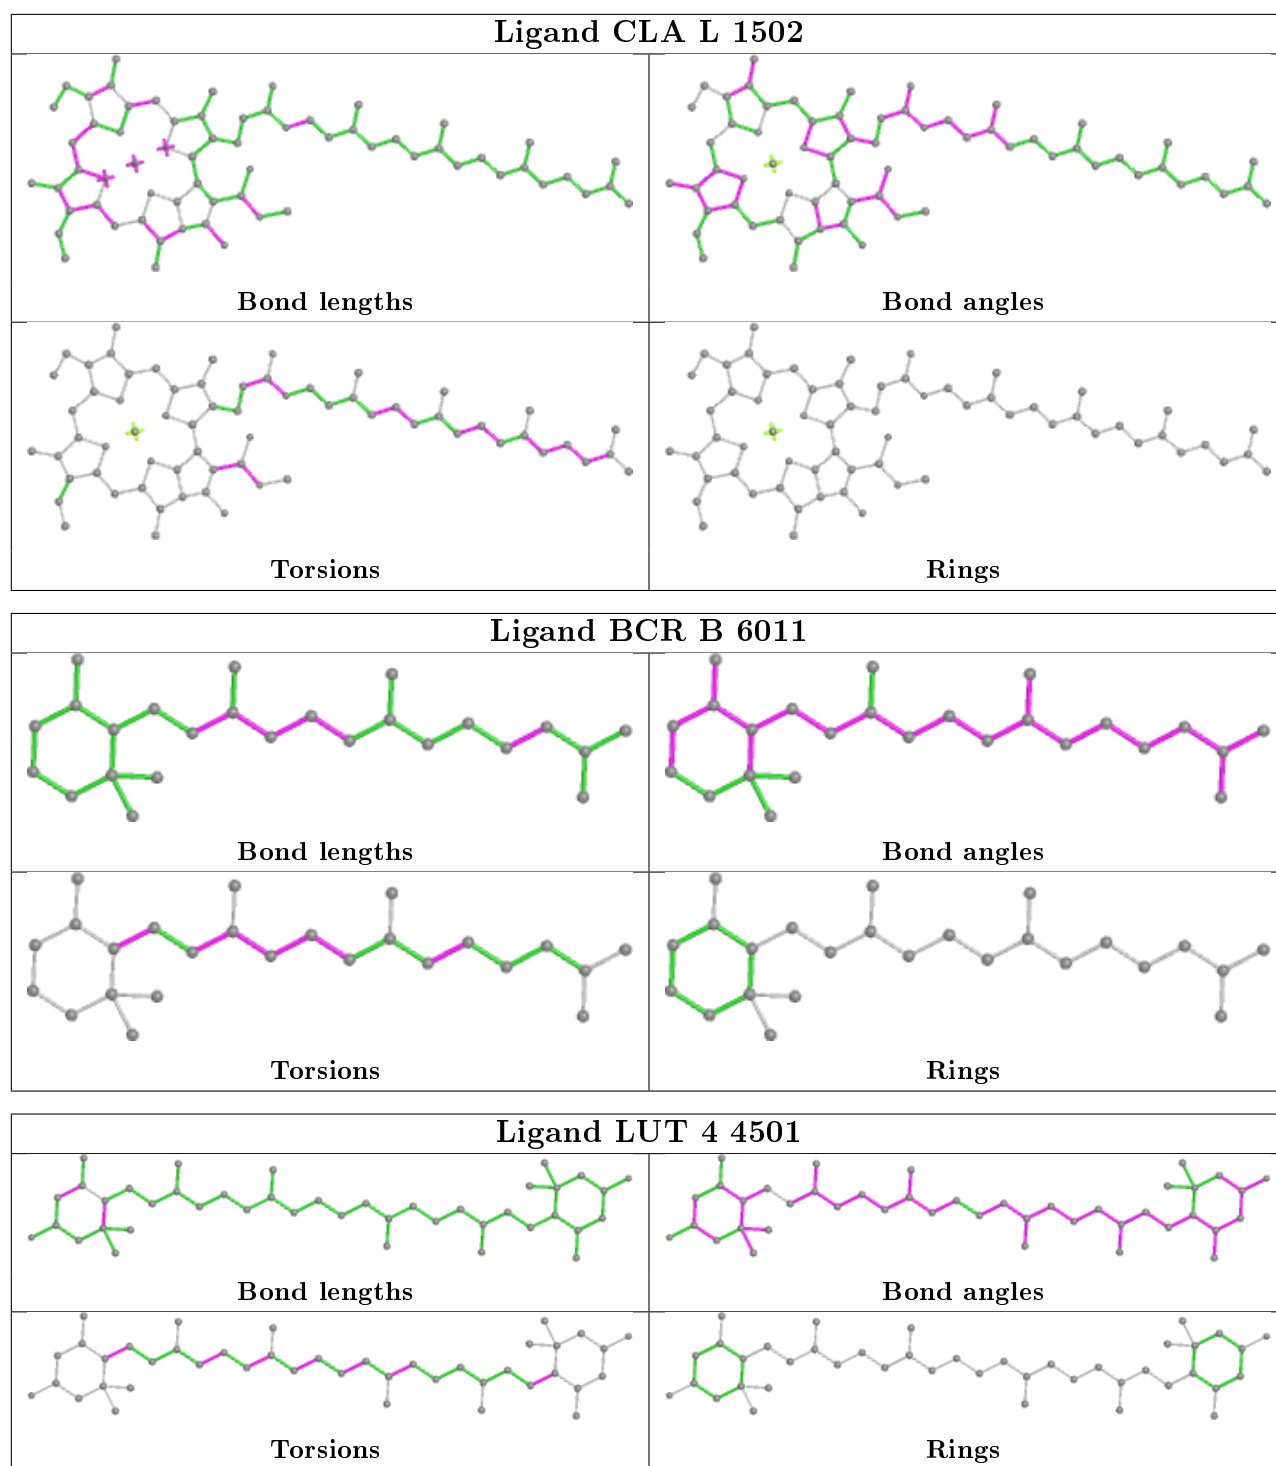 Ligand CLA L 1502
Bond lengths
Bond angles
Torsions
Rings
Ligand BCR B 6011
Bond lengths
Bond angles
Torsions
Rings
Ligand LUT 4 4501
Bond lengths
Bond angles
Torsions
Rings